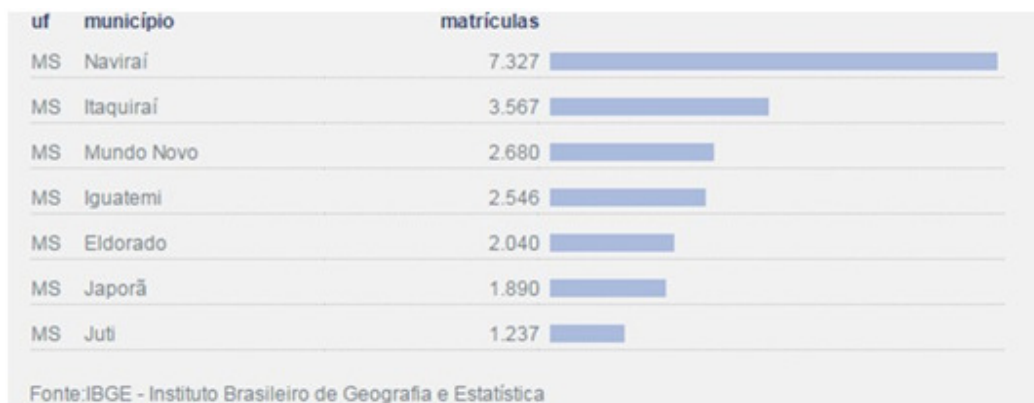 uf município matrículas
MS Naviraí 7.327
MS Itaquiraí 3.567
MS Mundo Novo 2.680
MS Iguatemi 2.546
MS Eldorado 2.040
MS Japorã 1.890
MS Juti 1.237
Fonte:IBGE - Instituto Brasileiro de Geografia e Estatística